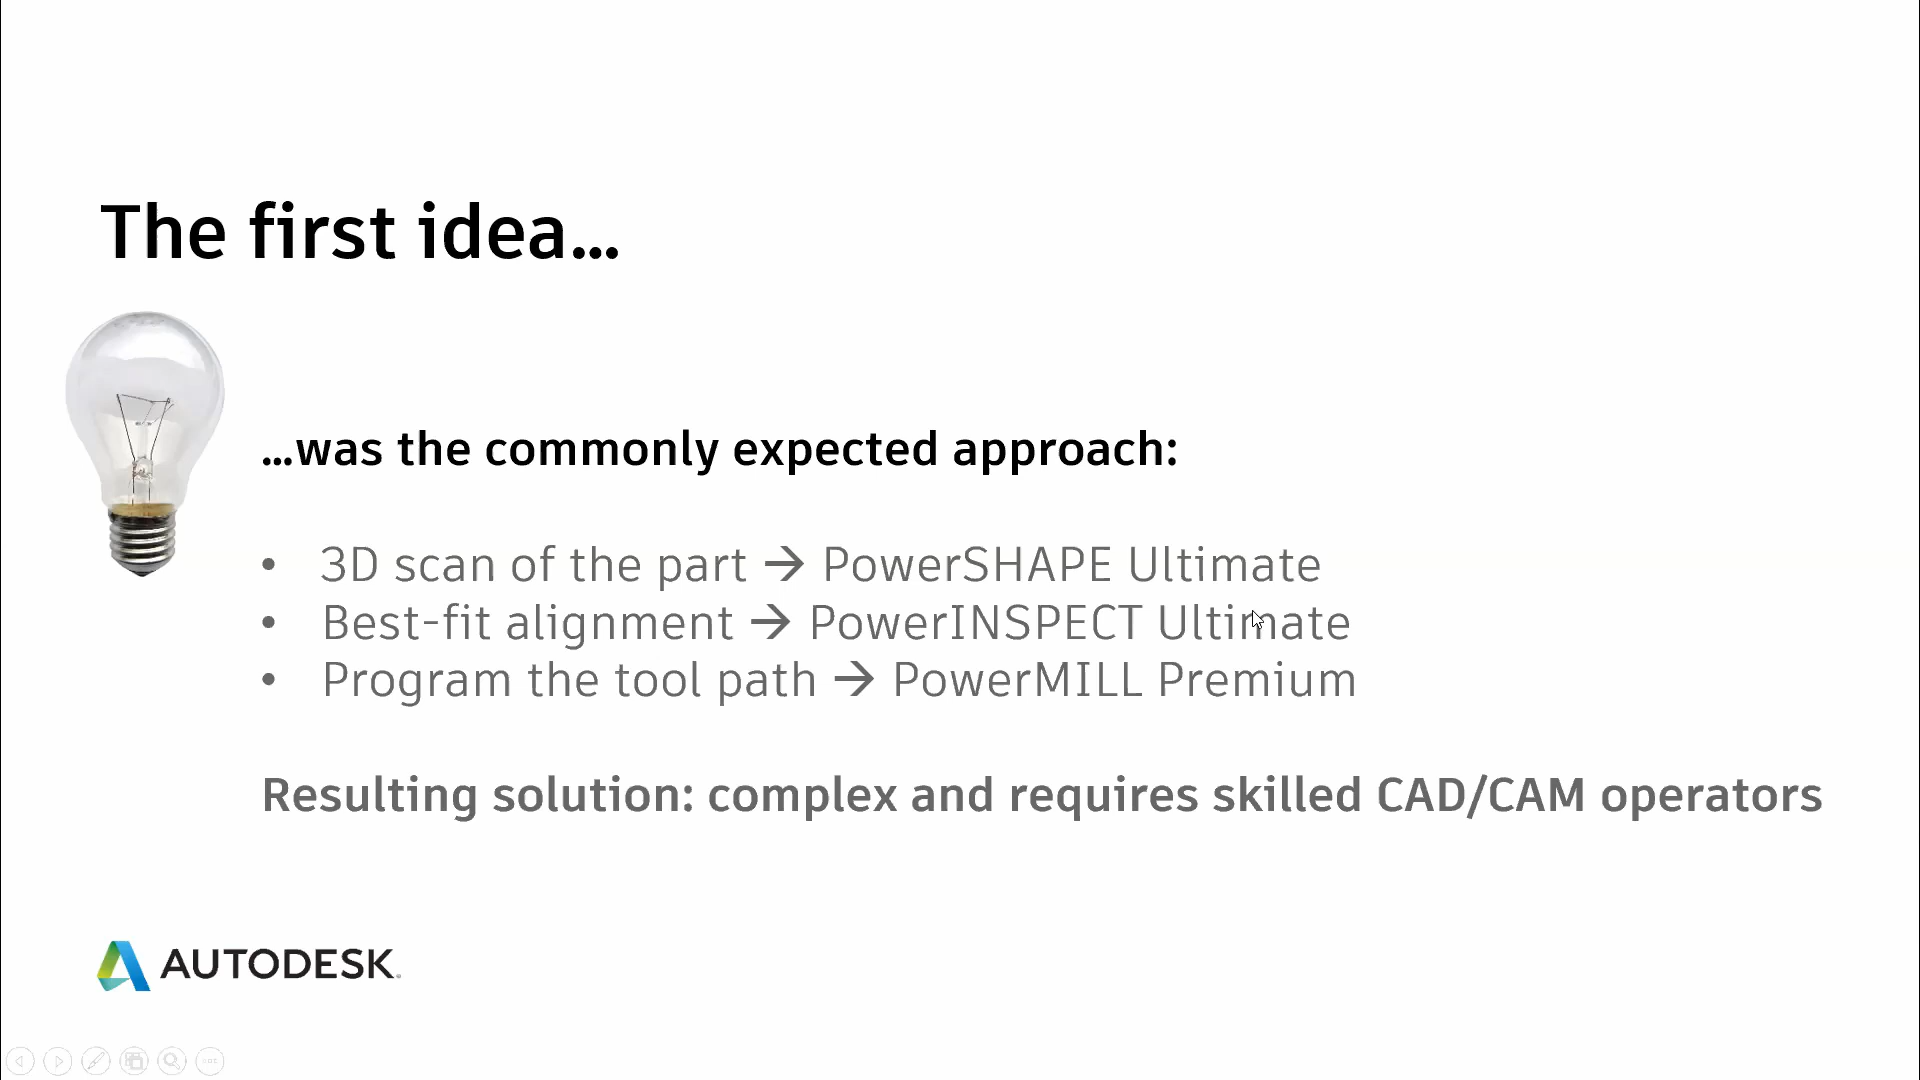 The first idea…
…was the commonly expected approach:
• 3D scan of the part → PowerSHAPE Ultimate
• Best-fit alignment → PowerINSPECT Ultimate
• Program the tool path → PowerMILL Premium
Resulting solution: complex and requires skilled CAD/CAM operators
AUTODESK.